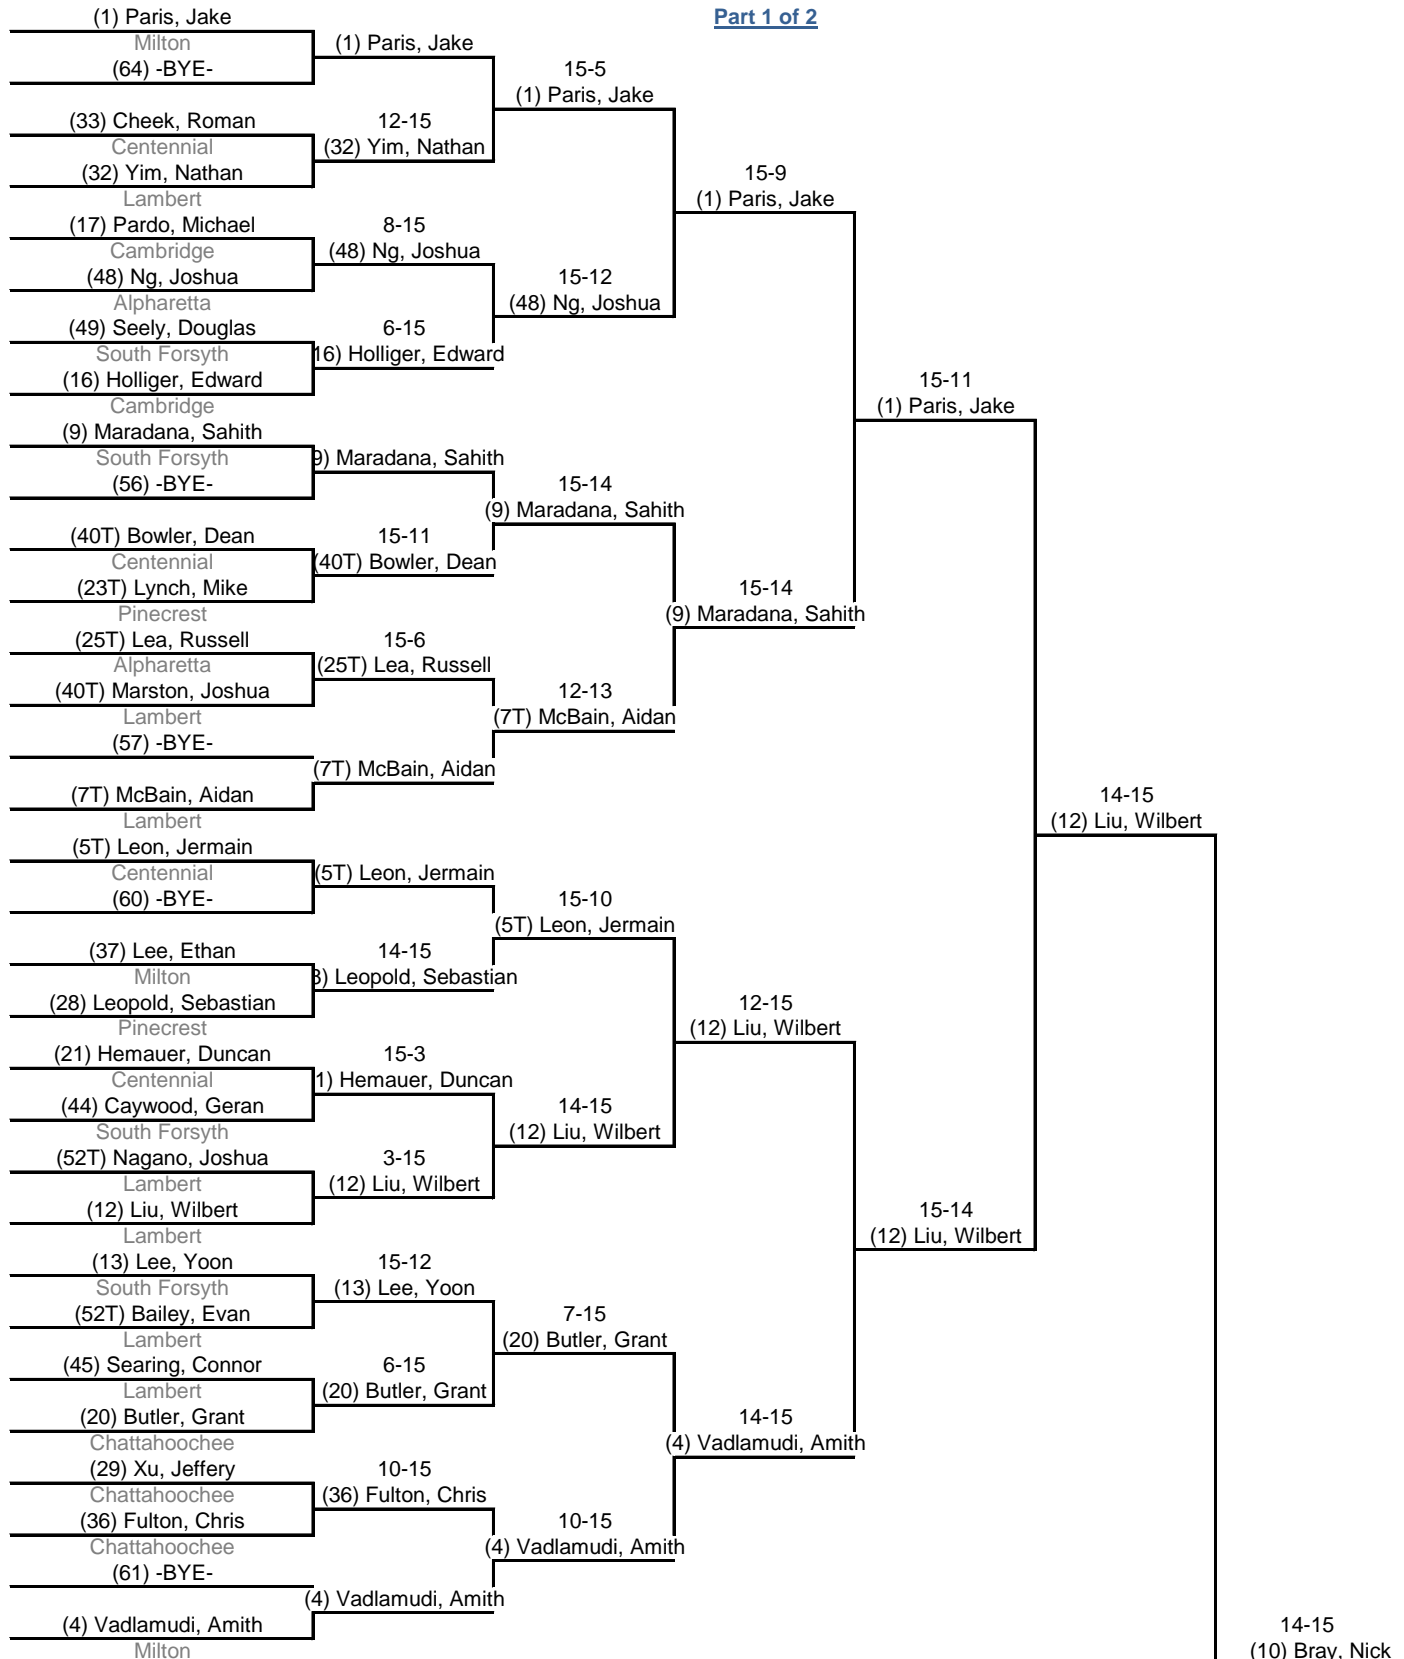 Part 1 of 2
(1) Paris, Jake
Milton
(64) -BYE-
(33) Cheek, Roman
Centennial
(32) Yim, Nathan
Lambert
(17) Pardo, Michael
Cambridge
(48) Ng, Joshua
Alpharetta
(49) Seely, Douglas
South Forsyth
(16) Holliger, Edward
Cambridge
(9) Maradana, Sahith
South Forsyth
(56) -BYE-
(40T) Bowler, Dean
Centennial
(23T) Lynch, Mike
Pinecrest
(25T) Lea, Russell
Alpharetta
(40T) Marston, Joshua
Lambert
(57) -BYE-
(7T) McBain, Aidan
Lambert
(5T) Leon, Jermain
Centennial
(60) -BYE-
(37) Lee, Ethan
Milton
(28) Leopold, Sebastian
Pinecrest
(21) Hemauer, Duncan
Centennial
(44) Caywood, Geran
South Forsyth
(52T) Nagano, Joshua
Lambert
(12) Liu, Wilbert
Lambert
(13) Lee, Yoon
South Forsyth
(52T) Bailey, Evan
Lambert
(45) Searing, Connor
Lambert
(20) Butler, Grant
Chattahoochee
(29) Xu, Jeffery
Chattahoochee
(36) Fulton, Chris
Chattahoochee
(61) -BYE-
(4) Vadlamudi, Amith
Milton
(1) Paris, Jake
12-15
(32) Yim, Nathan
8-15
(48) Ng, Joshua
6-15
16) Holliger, Edward
9) Maradana, Sahith
15-11
(40T) Bowler, Dean
15-6
(25T) Lea, Russell
(7T) McBain, Aidan
(5T) Leon, Jermain
14-15
8) Leopold, Sebastian
15-3
1) Hemauer, Duncan
3-15
(12) Liu, Wilbert
15-12
(13) Lee, Yoon
6-15
(20) Butler, Grant
10-15
(36) Fulton, Chris
(4) Vadlamudi, Amith
15-5
(1) Paris, Jake
15-12
(48) Ng, Joshua
15-14
(9) Maradana, Sahith
12-13
(7T) McBain, Aidan
15-10
(5T) Leon, Jermain
14-15
(12) Liu, Wilbert
7-15
(20) Butler, Grant
10-15
(4) Vadlamudi, Amith
15-9
(1) Paris, Jake
15-14
(9) Maradana, Sahith
12-15
(12) Liu, Wilbert
14-15
(4) Vadlamudi, Amith
15-11
(1) Paris, Jake
15-14
(12) Liu, Wilbert
14-15
(12) Liu, Wilbert
14-15
(10) Bray, Nick